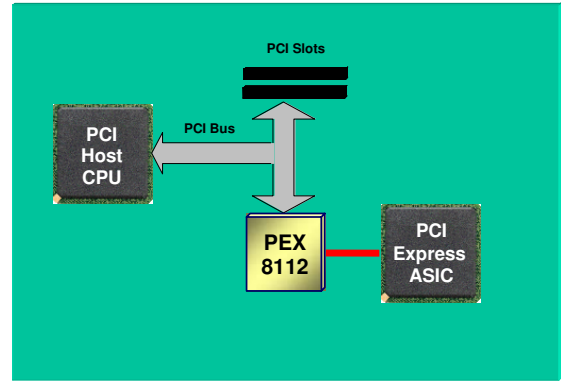 PCI Slots
PCI Bus
PCI
Host
CPU
PEX
8112
PCI
Express
ASIC